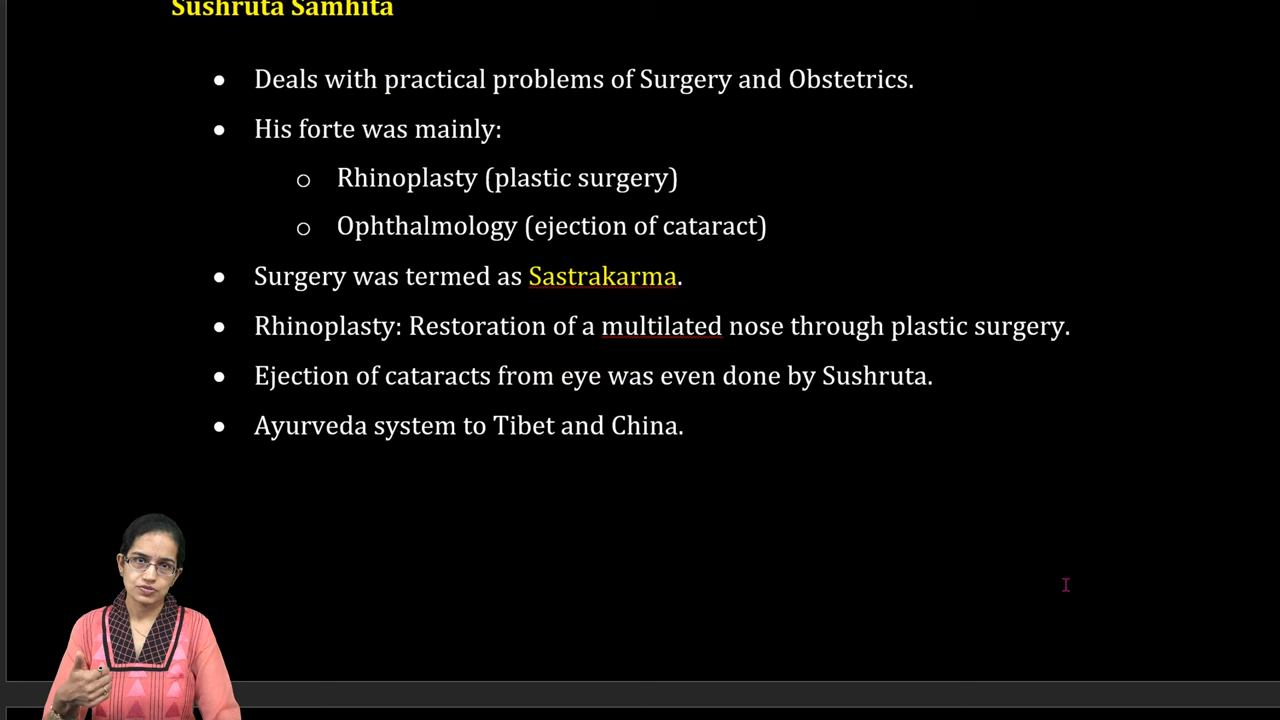 Sushruta Samhita
• Deals with practical problems of Surgery and Obstetrics.
• His forte was mainly:
o Rhinoplasty (plastic surgery)
o Ophthalmology (ejection of cataract)
• Surgery was termed as Sastrakarma.
• Rhinoplasty: Restoration of a multilated nose through plastic surgery.
• Ejection of cataracts from eye was even done by Sushruta.
• Ayurveda system to Tibet and China.